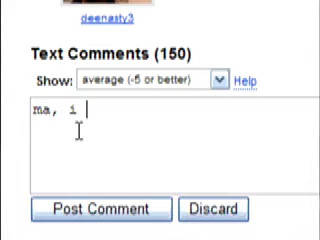 deenasty3
Text Comments (150)
Show: average (-5 or better) Help
ma, i
Post Comment Discard